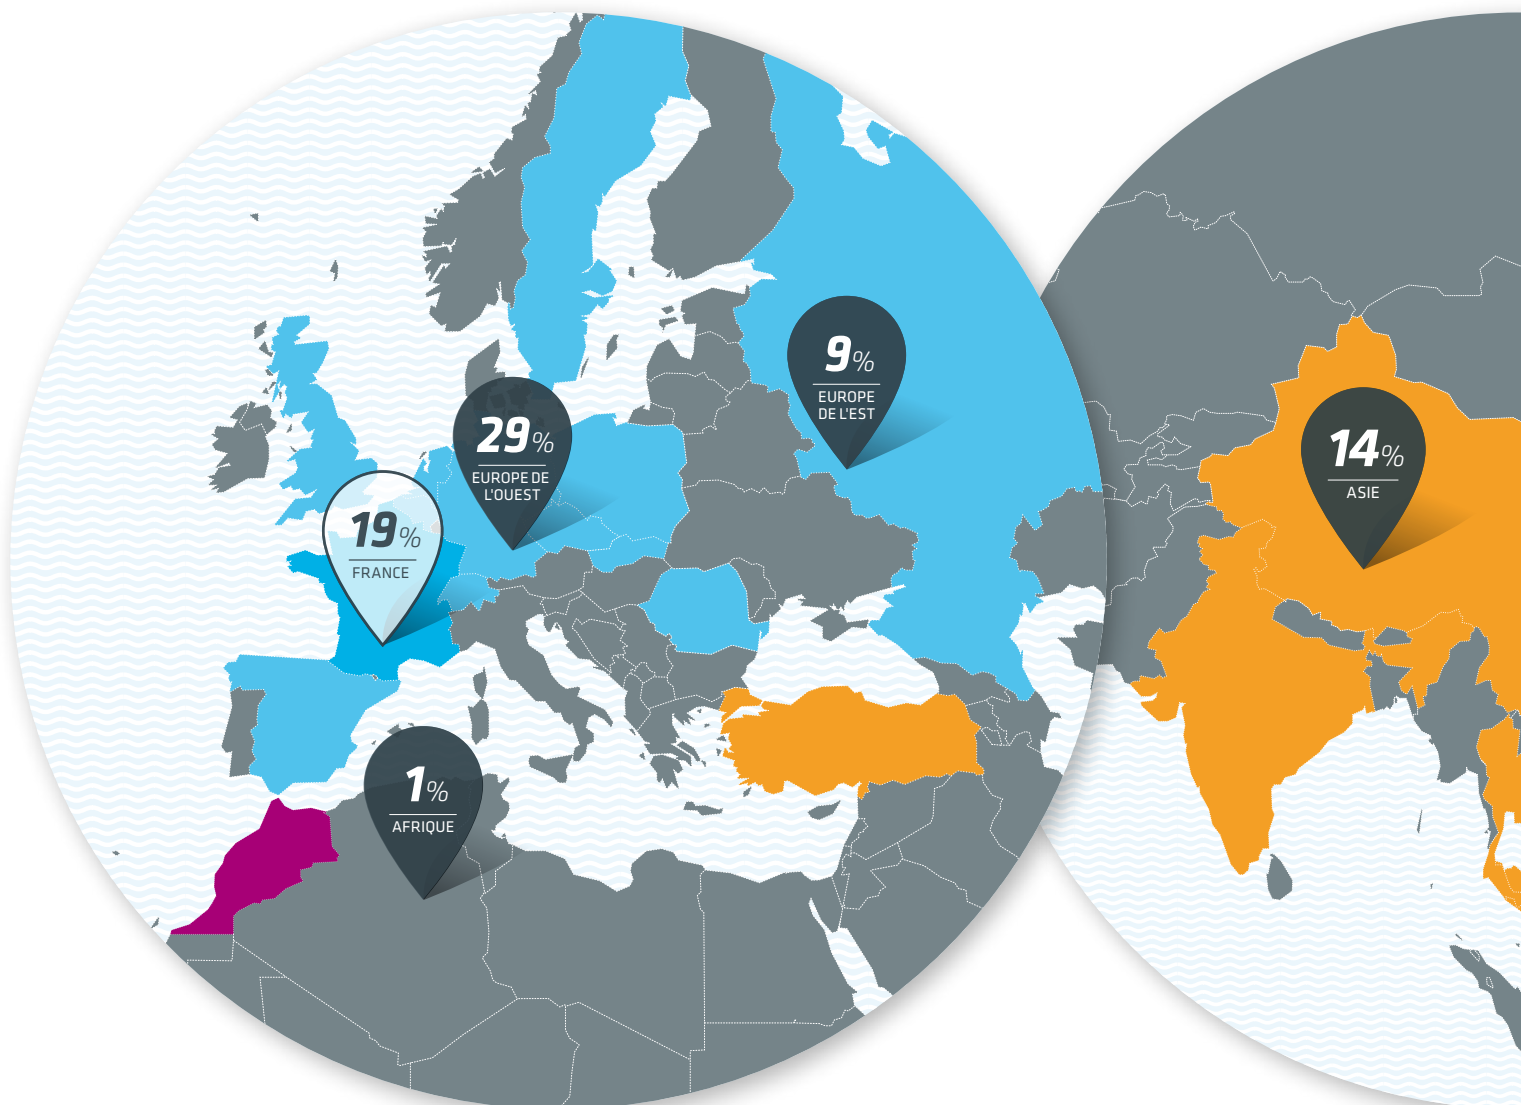 9%
EUROPE
DE L'EST
29%
EUROPE DE
L'OUEST
14%
ASIE
19%
FRANCE
1%
AFRIQUE